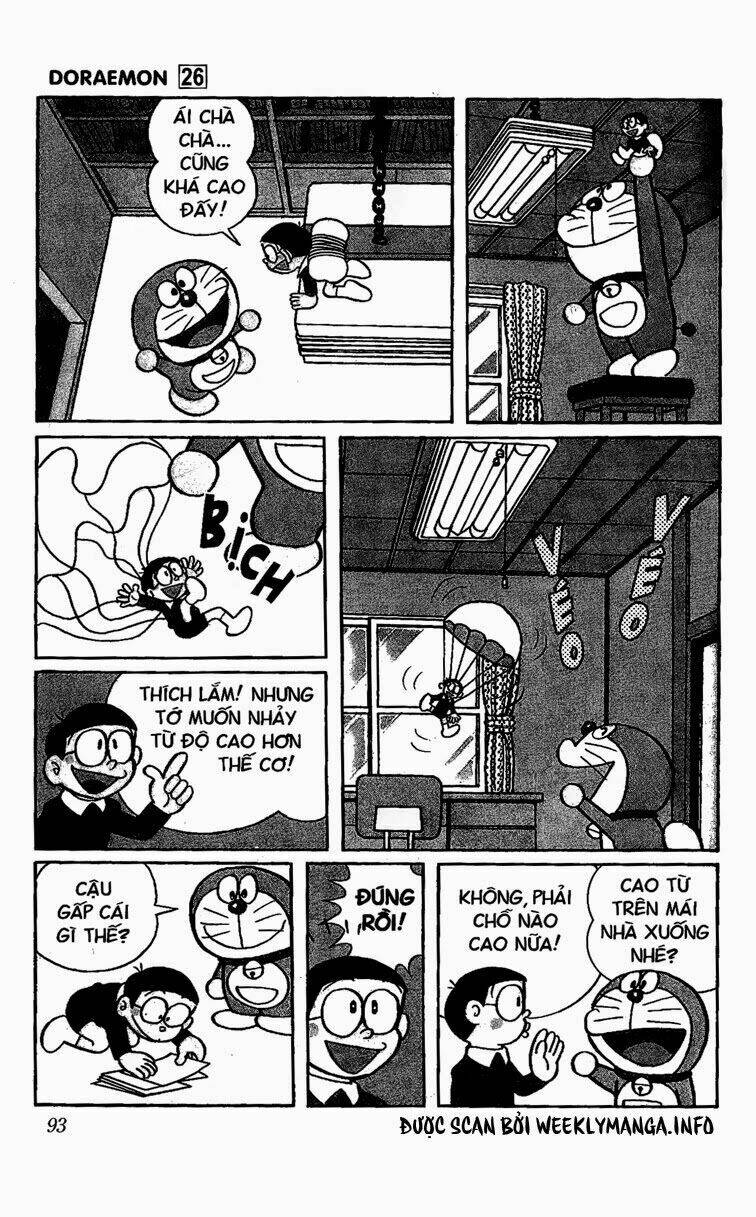 DORAEMON 26
ÁI CHÀ
CHÀ...
CŨNG
KHÁ CAO
ĐẤY!
VÈO
VÈO
BỊCH
THÍCH LẮM! NHƯNG
TỚ MUỐN NHẢY
TỪ ĐỘ CAO HƠN
THẾ CƠ!
CAO TỪ
TRÊN MÁI
NHÀ XUỐNG
NHÉ?
KHÔNG, PHẢI
CHỖ NÀO
CAO NỮA!
ĐÚNG
RỒI!
CẬU
GẤP CÁI
GÌ THẾ?
93
ĐƯỢC SCAN BỞI WEEKLYMANGA.INFO